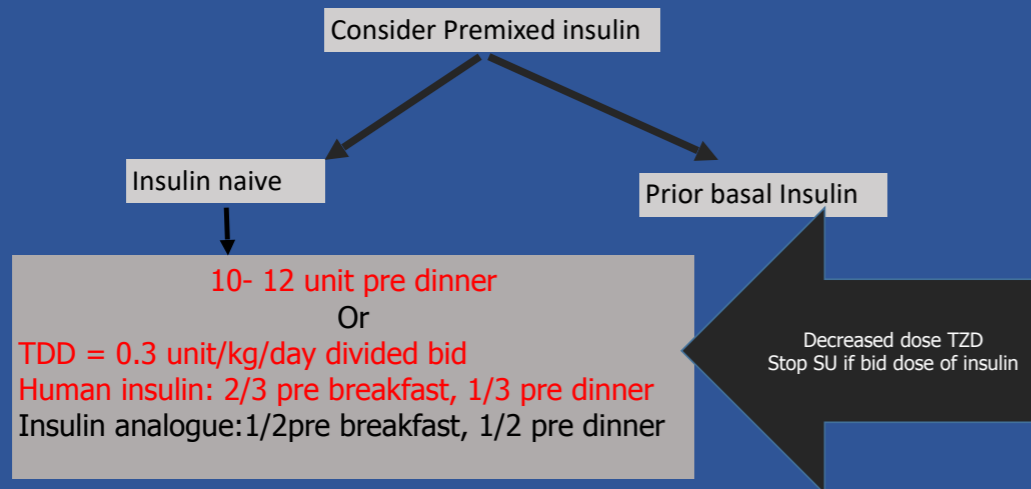 Consider Premixed insulin
Insulin naive
Prior basal Insulin
10- 12 unit pre dinner
Or
TDD = 0.3 unit/kg/day divided bid
Human insulin: 2/3 pre breakfast, 1/3 pre dinner
Insulin analogue:1/2pre breakfast, 1/2 pre dinner
Decreased dose TZD
Stop SU if bid dose of insulin